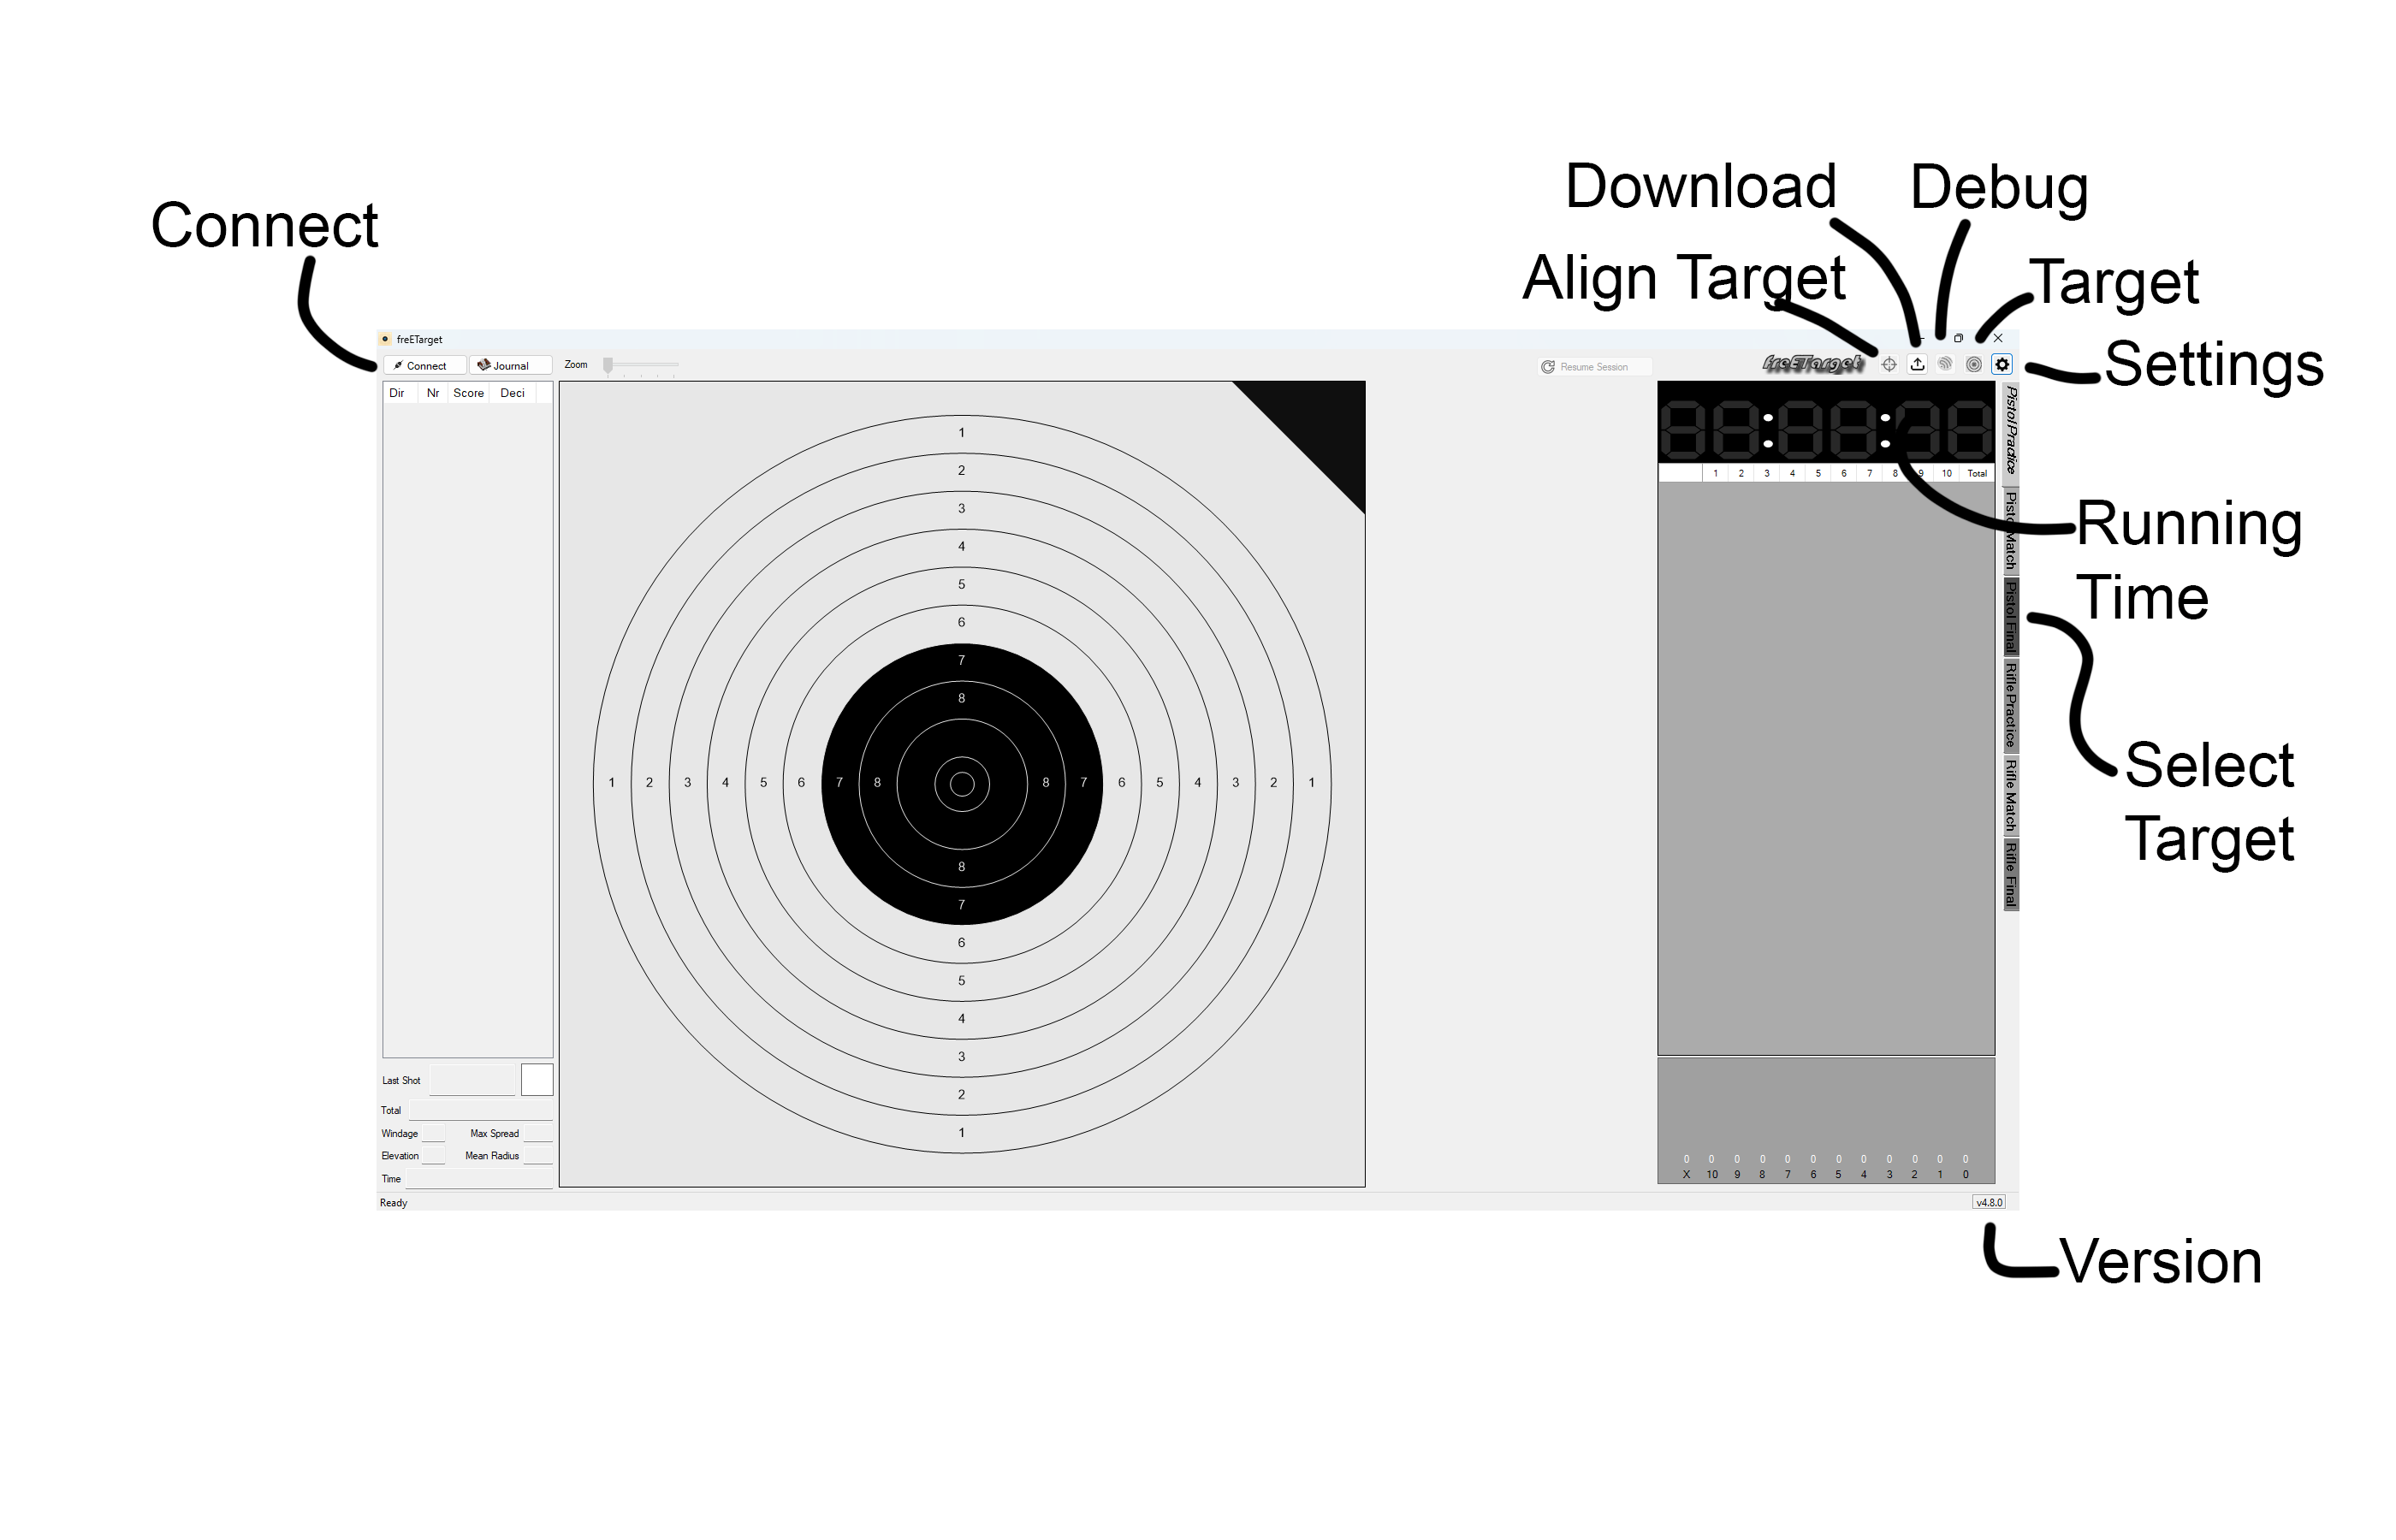 Download
Debug
Connect
Align Target
Target
freETarget
Settings
Connect
Journal
Zoom
Resume Session
freETarget
Dir Nr Score Deci
1 2 3 4 5 6 7 8 9 10 Total
Pistol Practice
Pistol Match
Pistol Final
Rifle Practice
Rifle Match
Rifle Final
Running
Time
Select
Target
1
2
3
4
5
6
7
8
1 2 3 4 5 6 7 8 8 7 6 5 4 3 2 1
8
7
6
5
4
3
2
1
Last Shot
Total
Windage Max Spread
Elevation Mean Radius
Time
0 0 0 0 0 0 0 0 0 0 0 0
X 10 9 8 7 6 5 4 3 2 1 0
Ready
v4.8.0
Version